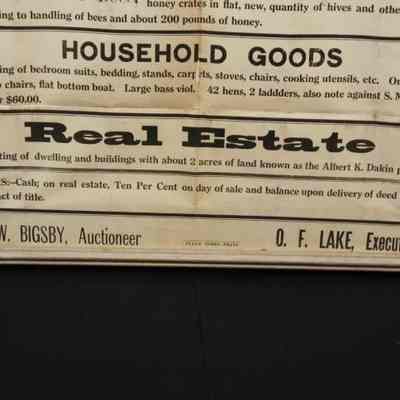 honey crates in flat, new, quantity of hives and othe
ing to handling of bees and about 200 pounds of honey.
HOUSEHOLD GOODS
ing of bedroom suits, bedding, stands, carpets, stoves, chairs, cooking utensils, etc. Ou
chairs, flat bottom boat. Large bass viol. 42 hens, 2 laddders, also note against S. M
r $60.00.
Real Estate
ting of dwelling and buildings with about 2 acres of land known as the Albert K. Dakin p
S:—Cash; on real estate, Ten Per Cent on day of sale and balance upon delivery of deed
ct of title.
W. BIGSBY, Auctioneer
O. F. LAKE, Execut